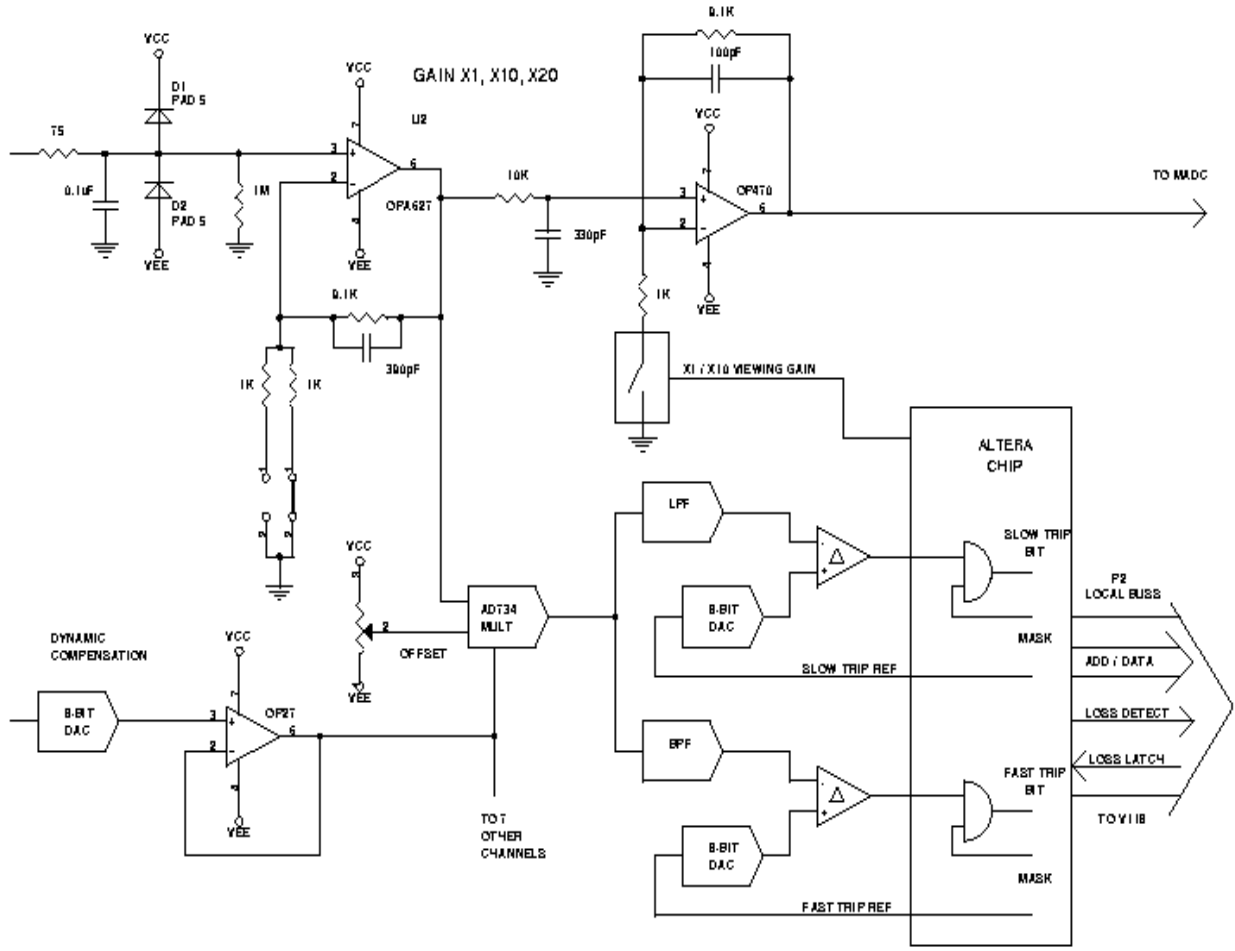 VCC
D1
PAD 5
75
0.1uF
D2
PAD 5
VEE
1M
VCC
GAIN X1, X10, X20
U2
7
3
+
2
-
6
OPA627
4
VEE
9.1K
390pF
1K
1K
1
1
2
2
10K
330pF
9.1K
100pF
VCC
7
3
+
2
-
6
OP470
4
VEE
TO MADC
1K
X1 / X10 VIEWING GAIN
ALTERA
CHIP
LPF
8-BIT
DAC
-
+
Δ
SLOW TRIP
BIT
MASK
SLOW TRIP REF
P2
LOCAL BUSS
ADD / DATA
LOSS DETECT
LOSS LATCH
TO V118
VCC
3
2
OFFSET
VEE
AD734
MULT
DYNAMIC
COMPENSATION
8-BIT
DAC
VCC
7
OP27
3
+
2
-
6
4
VEE
TO 7
OTHER
CHANNELS
BPF
8-BIT
DAC
-
+
Δ
FAST TRIP
BIT
MASK
FAST TRIP REF